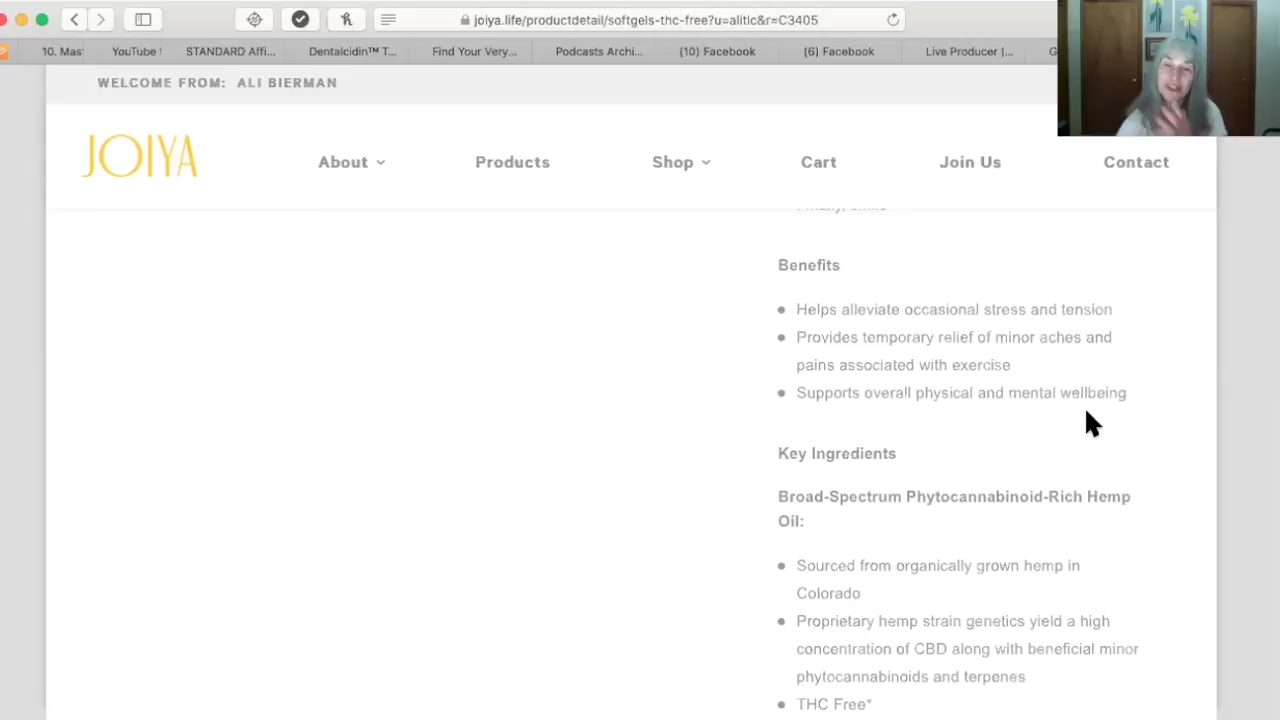 joiya.life/productdetail/softgels-thc-free?u=alitlc&r=C3405
10. Mas YouTube STANDARD Affi... Dentalcidin™ T... Find Your Very... Podcasts Archi... (10) Facebook (6) Facebook Live Producer |... G
WELCOME FROM: ALI BIERMAN
JOIYA About Products Shop Cart Join Us Contact
Benefits
Helps alleviate occasional stress and tension
Provides temporary relief of minor aches and
pains associated with exercise
Supports overall physical and mental wellbeing
Key Ingredients
Broad-Spectrum Phytocannabinoid-Rich Hemp
Oil:
Sourced from organically grown hemp in
Colorado
Proprietary hemp strain genetics yield a high
concentration of CBD along with beneficial minor
phytocannabinoids and terpenes
THC Free*